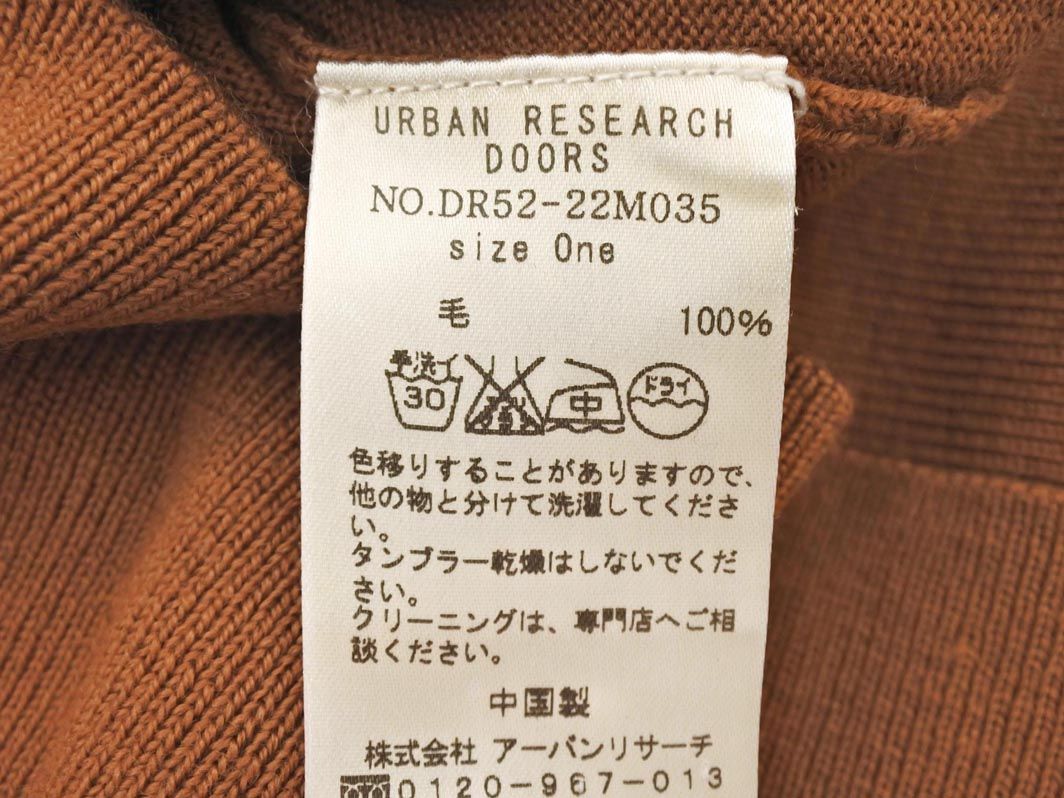 URBAN RESEARCH
DOORS
NO.DR52-22M035
size One
毛 100%
手洗イ 30 中 ドライ
色移りすることがありますので、
他の物と分けて洗濯してくださ
い。
タンブラー乾燥はしないでくだ
さい。
クリーニングは、専門店へご相
談ください。
中国製
株式会社 アーバンリサーチ
0120-967-013